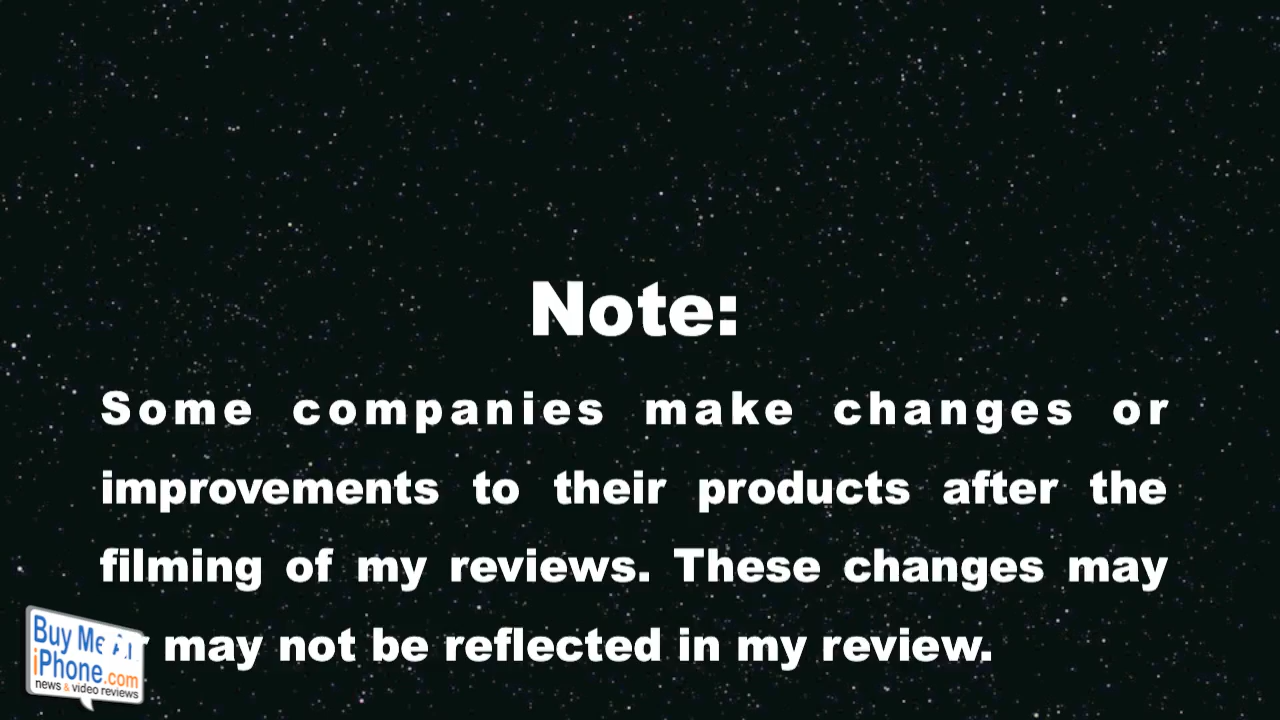 Note:
Some companies make changes or
improvements to their products after the
filming of my reviews. These changes may
may not be reflected in my review.
Buy Me
iPhone.com
news & video reviews